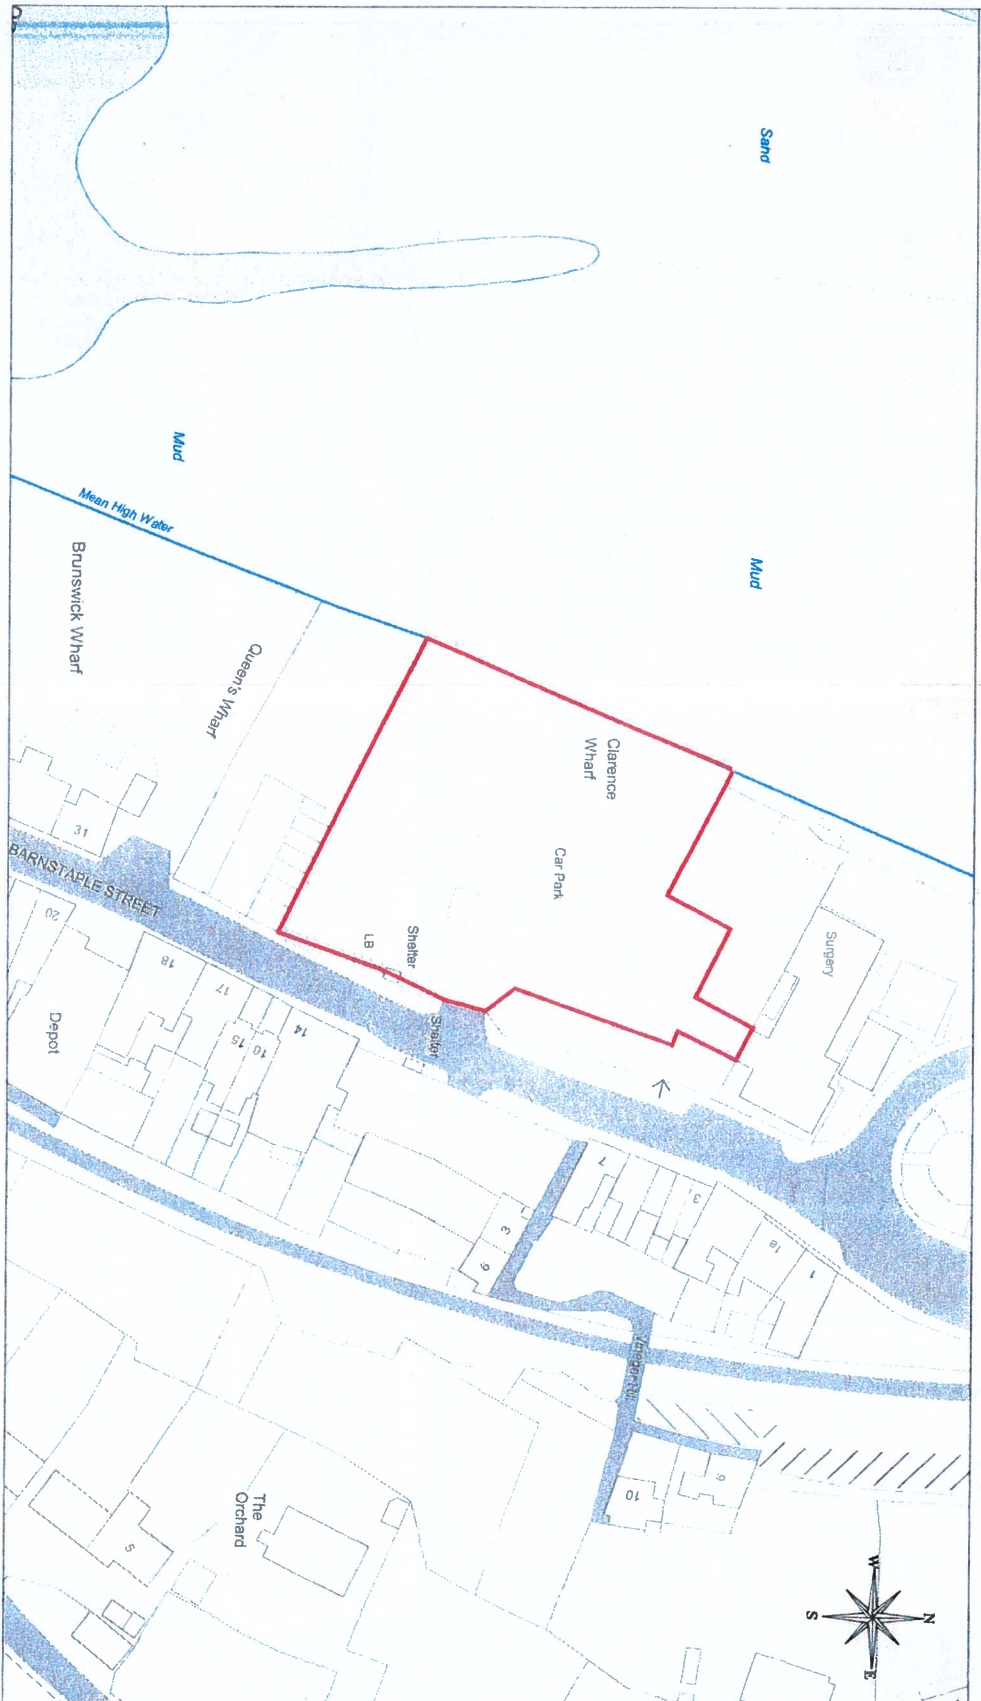 Sand
Mud
Mud
Mean High Water
Brunswick Wharf
Queen's Wharf
Clarence
Wharf
Car Park
Surgery
Shelter
LB
Shelter
31
BARNSTAPLE STREET
20
18
17
15
16
14
Depot
7
3
1a
1
3
6
Vinegar Hill
9
10
The
Orchard
5
W
N
S
E